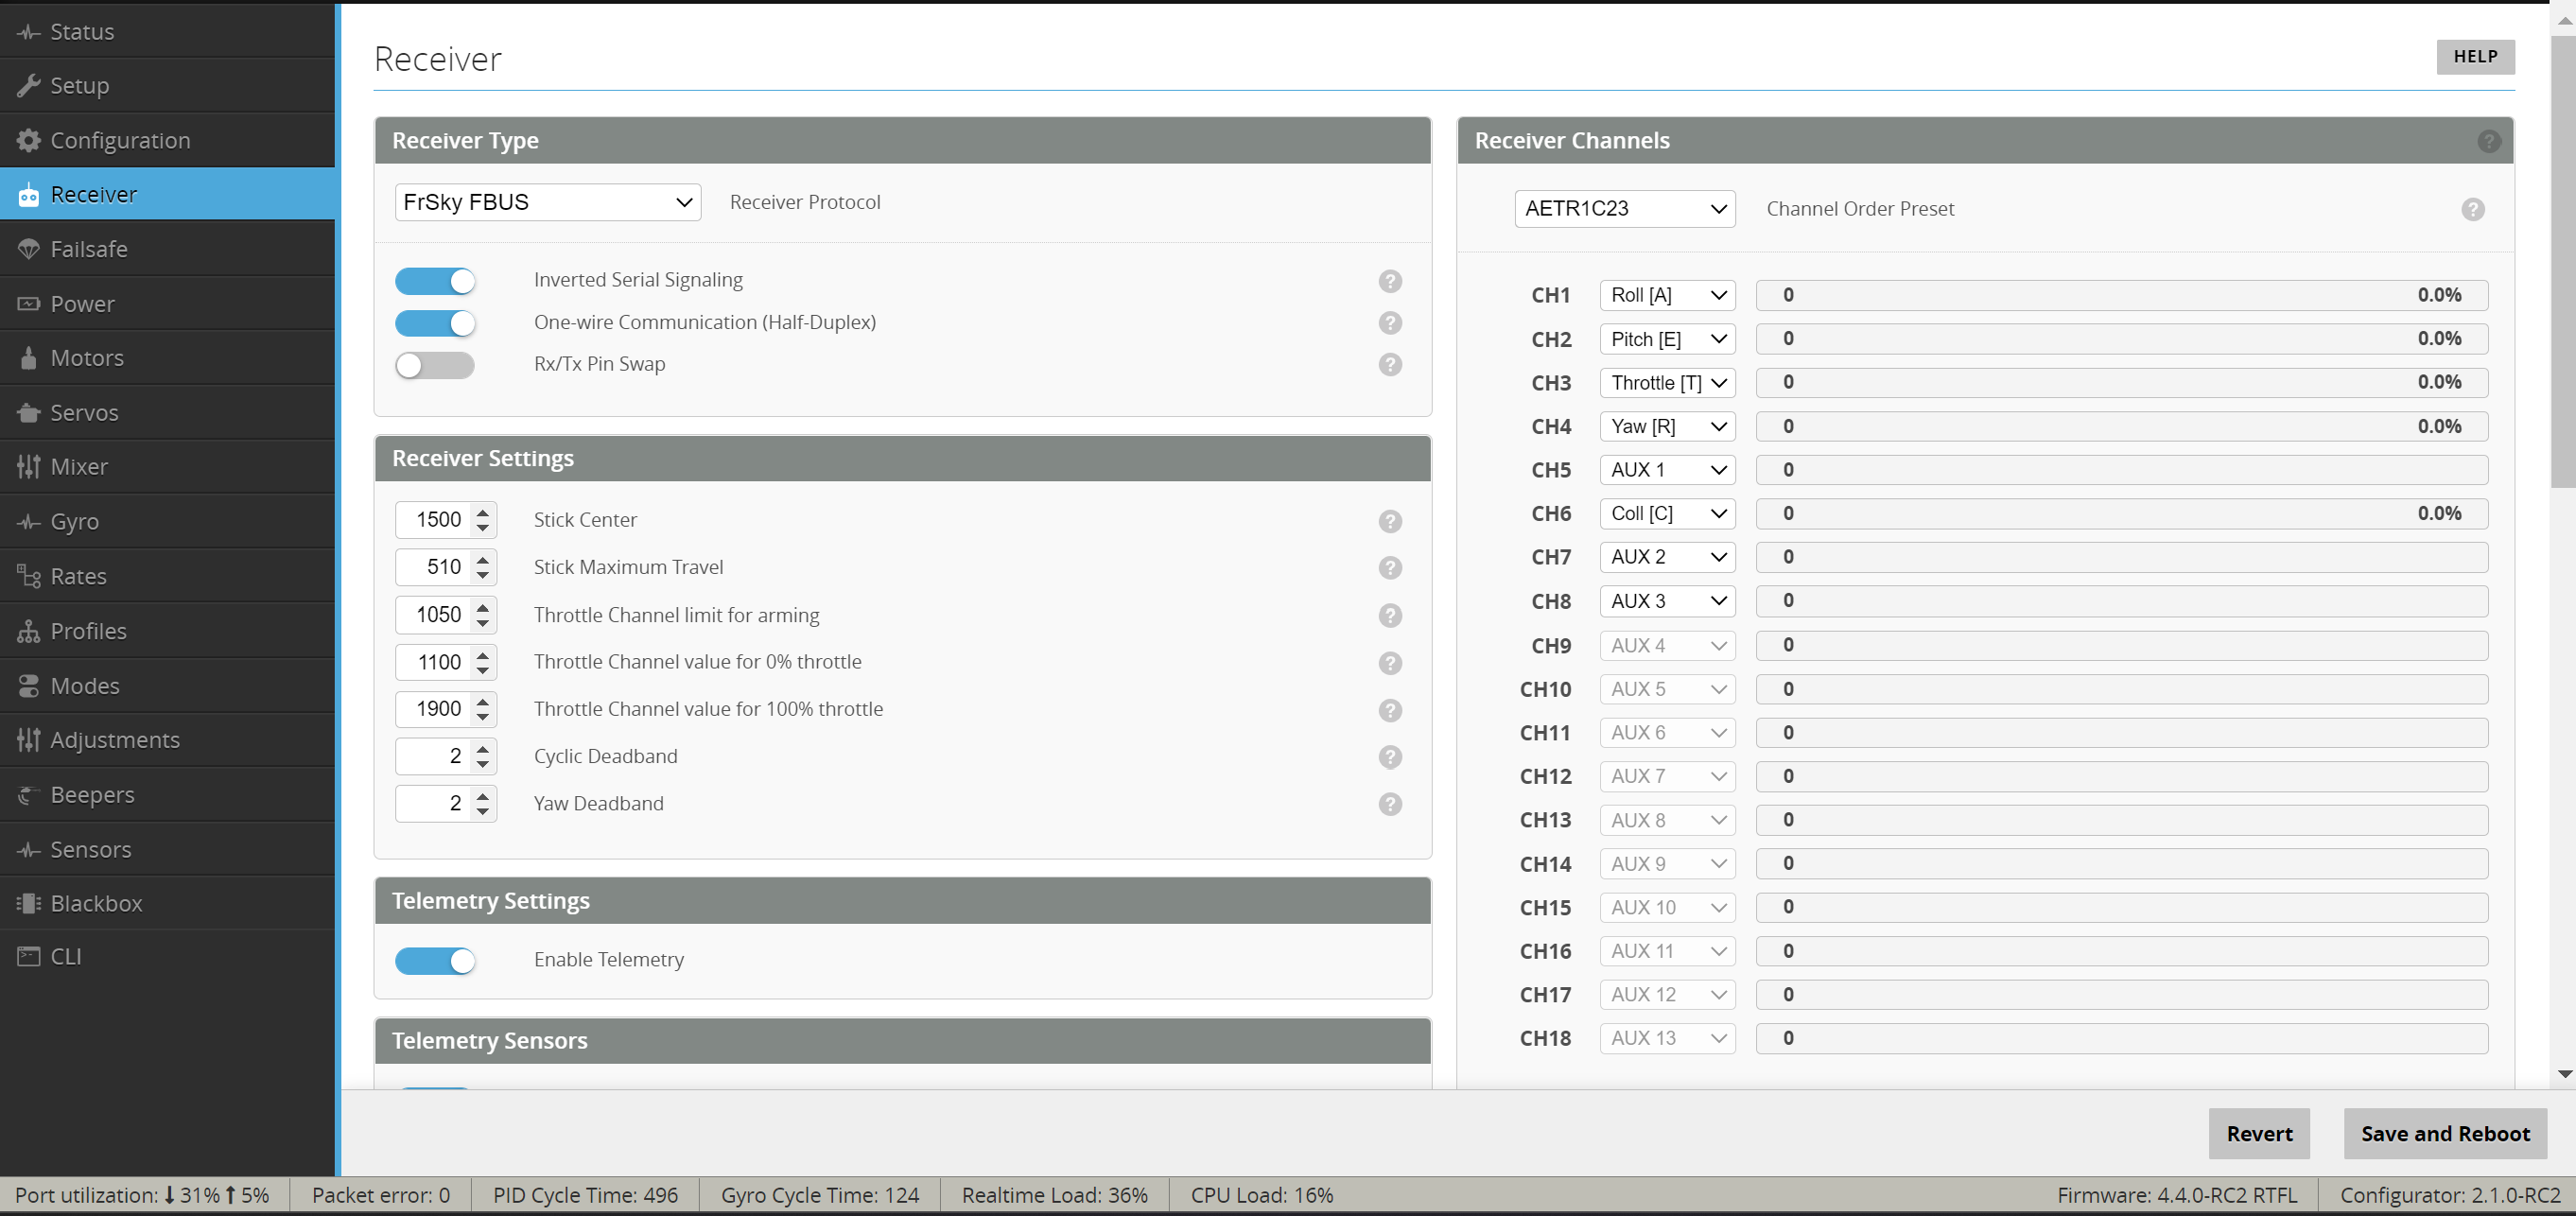 Status
Setup
Configuration
Receiver
Failsafe
Power
Motors
Servos
Mixer
Gyro
Rates
Profiles
Modes
Adjustments
Beepers
Sensors
Blackbox
CLI
Receiver
HELP
Receiver Type
FrSky FBUS Receiver Protocol
Inverted Serial Signaling ?
One-wire Communication (Half-Duplex) ?
Rx/Tx Pin Swap ?
Receiver Settings
1500 Stick Center ?
510 Stick Maximum Travel ?
1050 Throttle Channel limit for arming ?
1100 Throttle Channel value for 0% throttle ?
1900 Throttle Channel value for 100% throttle ?
2 Cyclic Deadband ?
2 Yaw Deadband ?
Telemetry Settings
Enable Telemetry
Telemetry Sensors
Receiver Channels ?
AETR1C23 Channel Order Preset ?
CH1 Roll [A] 0 0.0%
CH2 Pitch [E] 0 0.0%
CH3 Throttle [T] 0 0.0%
CH4 Yaw [R] 0 0.0%
CH5 AUX 1 0
CH6 Coll [C] 0 0.0%
CH7 AUX 2 0
CH8 AUX 3 0
CH9 AUX 4 0
CH10 AUX 5 0
CH11 AUX 6 0
CH12 AUX 7 0
CH13 AUX 8 0
CH14 AUX 9 0
CH15 AUX 10 0
CH16 AUX 11 0
CH17 AUX 12 0
CH18 AUX 13 0
Revert Save and Reboot
Port utilization: 31% 5% Packet error: 0 PID Cycle Time: 496 Gyro Cycle Time: 124 Realtime Load: 36% CPU Load: 16% Firmware: 4.4.0-RC2 RTFL Configurator: 2.1.0-RC2